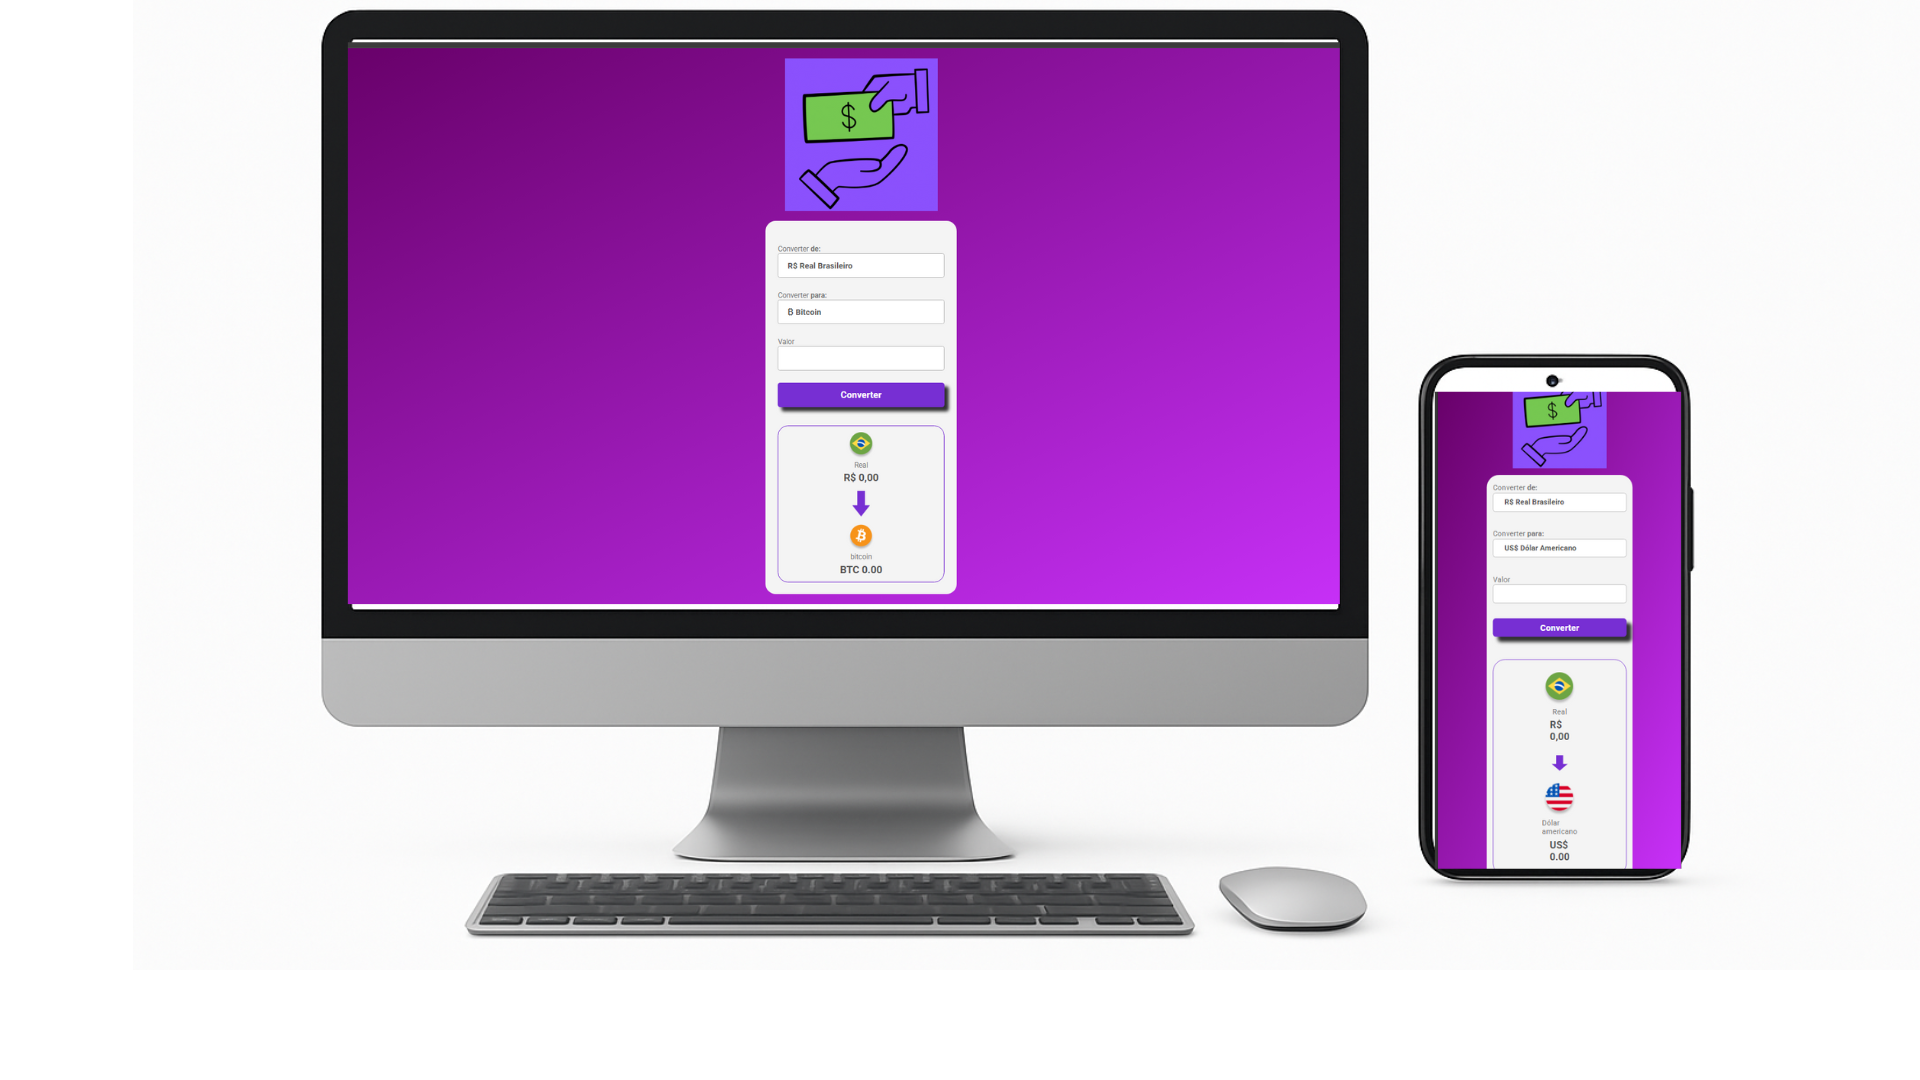 $
Converter de:
R$ Real Brasileiro
Converter para:
₿ Bitcoin
Valor
Converter
Real
R$ 0,00
bitcoin
BTC 0.00
$
Converter de:
R$ Real Brasileiro
Converter para:
US$ Dólar Americano
Valor
Converter
Real
R$
0,00
Dólar
americano
US$
0.00